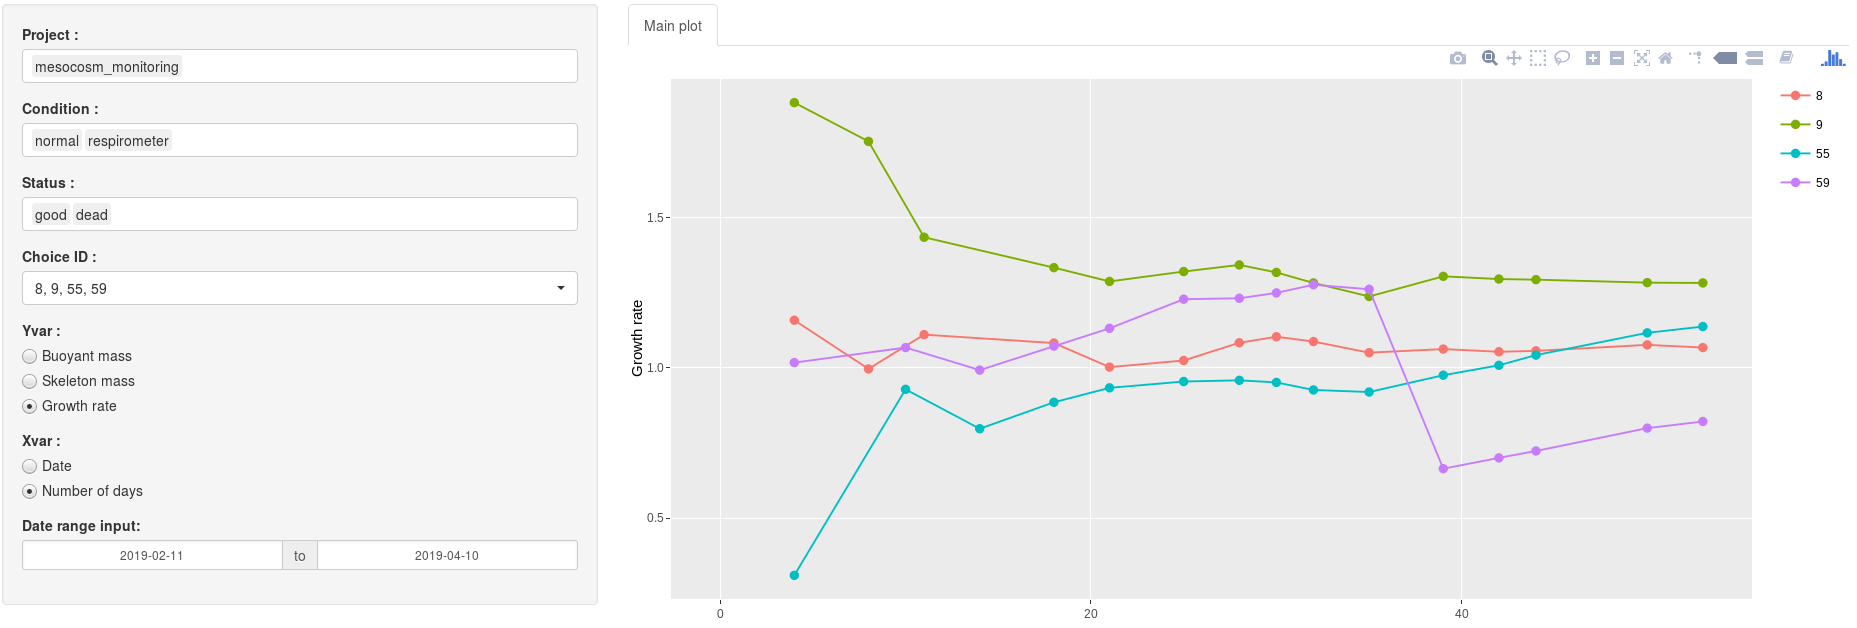 Project :
mesocosm_monitoring
Condition :
normal respirometer
Status :
good dead
Choice ID :
8, 9, 55, 59
Yvar :
Buoyant mass
Skeleton mass
Growth rate
Xvar :
Date
Number of days
Date range input:
2019-02-11 to 2019-04-10
Main plot
8
9
55
59
Growth rate
1.5
1.0
0.5
0 20 40